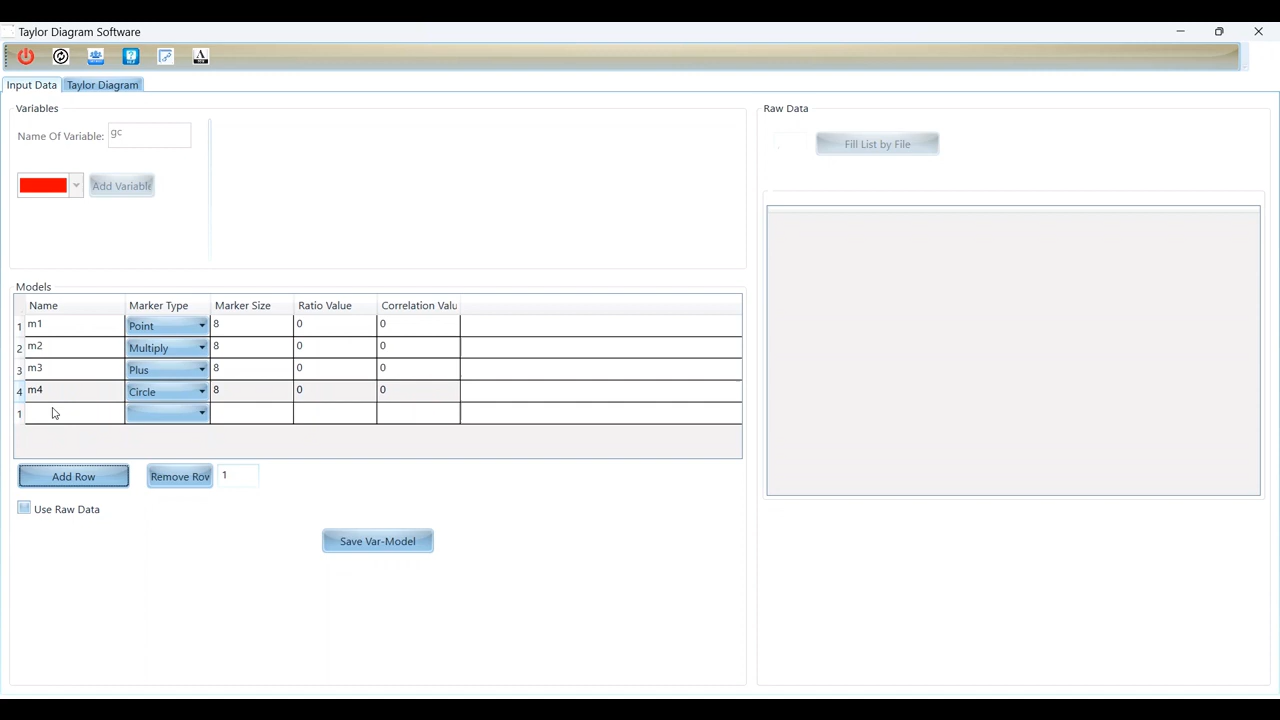 Taylor Diagram Software
Input Data Taylor Diagram
Variables
Name Of Variable: gc
Add Variable
Models
Name Marker Type Marker Size Ratio Value Correlation Valu
1 m1 Point 8 0 0
2 m2 Multiply 8 0 0
3 m3 Plus 8 0 0
4 m4 Circle 8 0 0
1
Add Row Remove Rov 1
Use Raw Data
Save Var-Model
Raw Data
Fill List by File